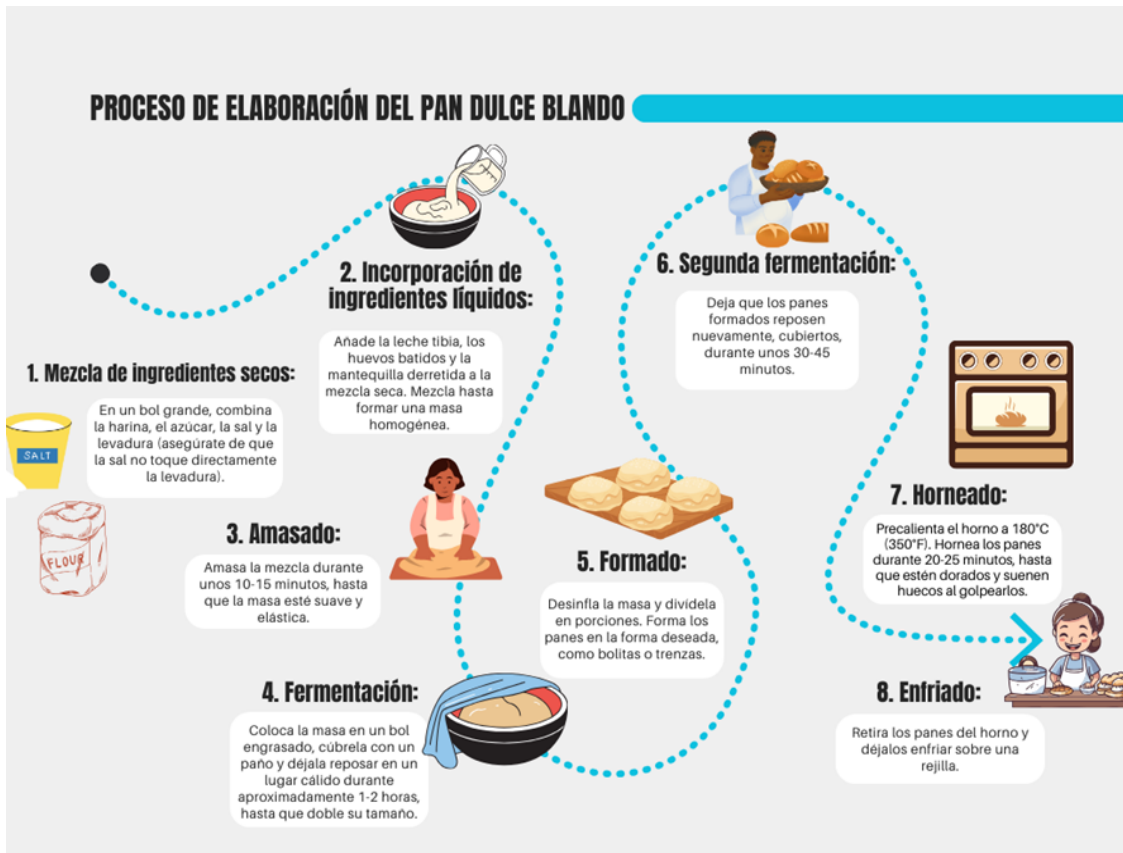 PROCESO DE ELABORACIÓN DEL PAN DULCE BLANDO
1. Mezcla de ingredientes secos:
En un bol grande, combina
la harina, el azúcar, la sal y la
levadura (asegúrate de que
la sal no toque directamente
la levadura).
SALT
FLOUR
2. Incorporación de
ingredientes líquidos:
Añade la leche tibia, los
huevos batidos y la
mantequilla derretida a la
mezcla seca. Mezcla hasta
formar una masa
homogénea.
3. Amasado:
Amasa la mezcla durante
unos 10-15 minutos, hasta
que la masa esté suave y
elástica.
4. Fermentación:
Coloca la masa en un bol
engrasado, cúbrela con un
paño y déjala reposar en un
lugar cálido durante
aproximadamente 1-2 horas,
hasta que doble su tamaño.
5. Formado:
Desinfla la masa y divídela
en porciones. Forma los
panes en la forma deseada,
como bolitas o trenzas.
6. Segunda fermentación:
Deja que los panes
formados reposen
nuevamente, cubiertos,
durante unos 30-45
minutos.
7. Horneado:
Precalienta el horno a 180°C
(350°F). Hornea los panes
durante 20-25 minutos, hasta
que estén dorados y suenen
huecos al golpearlos.
8. Enfriado:
Retira los panes del horno y
déjalos enfriar sobre una
rejilla.